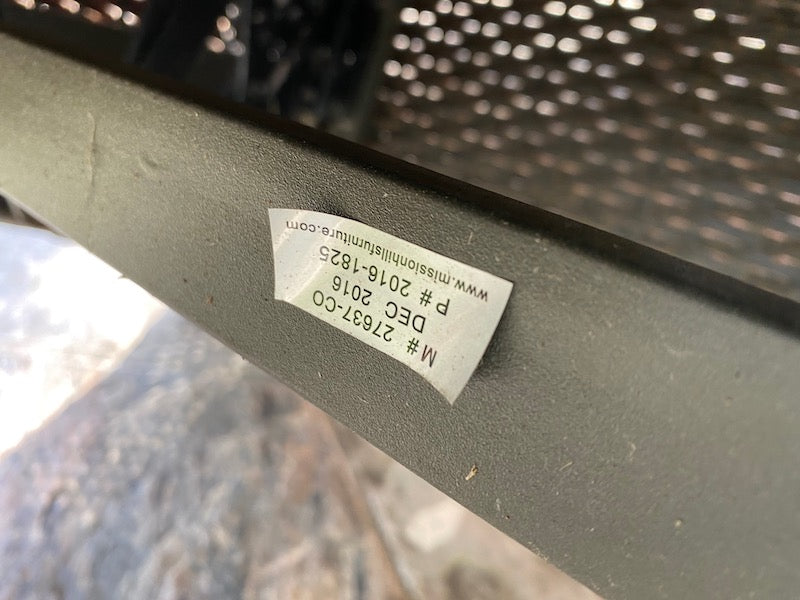 M# 27637-CO
DEC 2016
P# 2016-1825
www.missionhillsfurniture.com